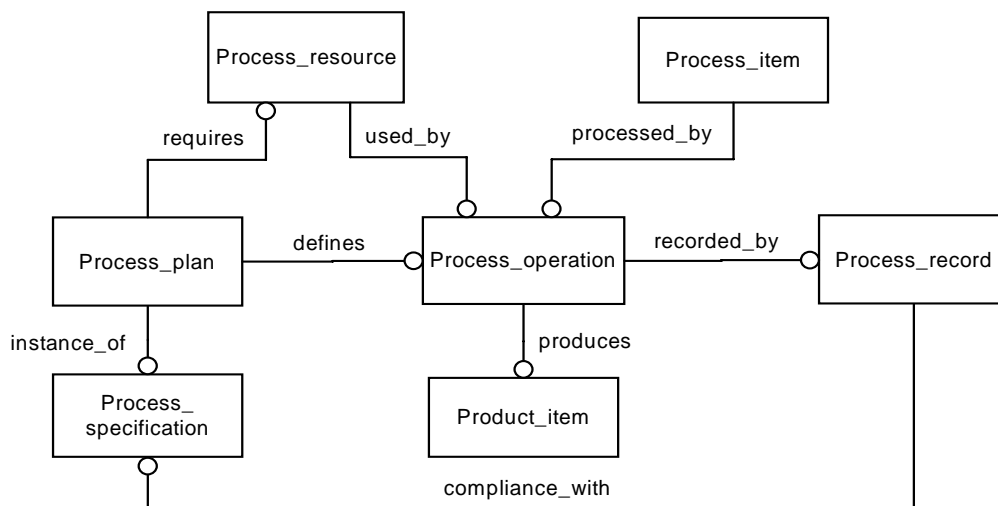 Process_resource
Process_item
requires
used_by
processed_by
Process_plan
defines
Process_operation
recorded_by
Process_record
instance_of
produces
Process_
specification
Product_item
compliance_with